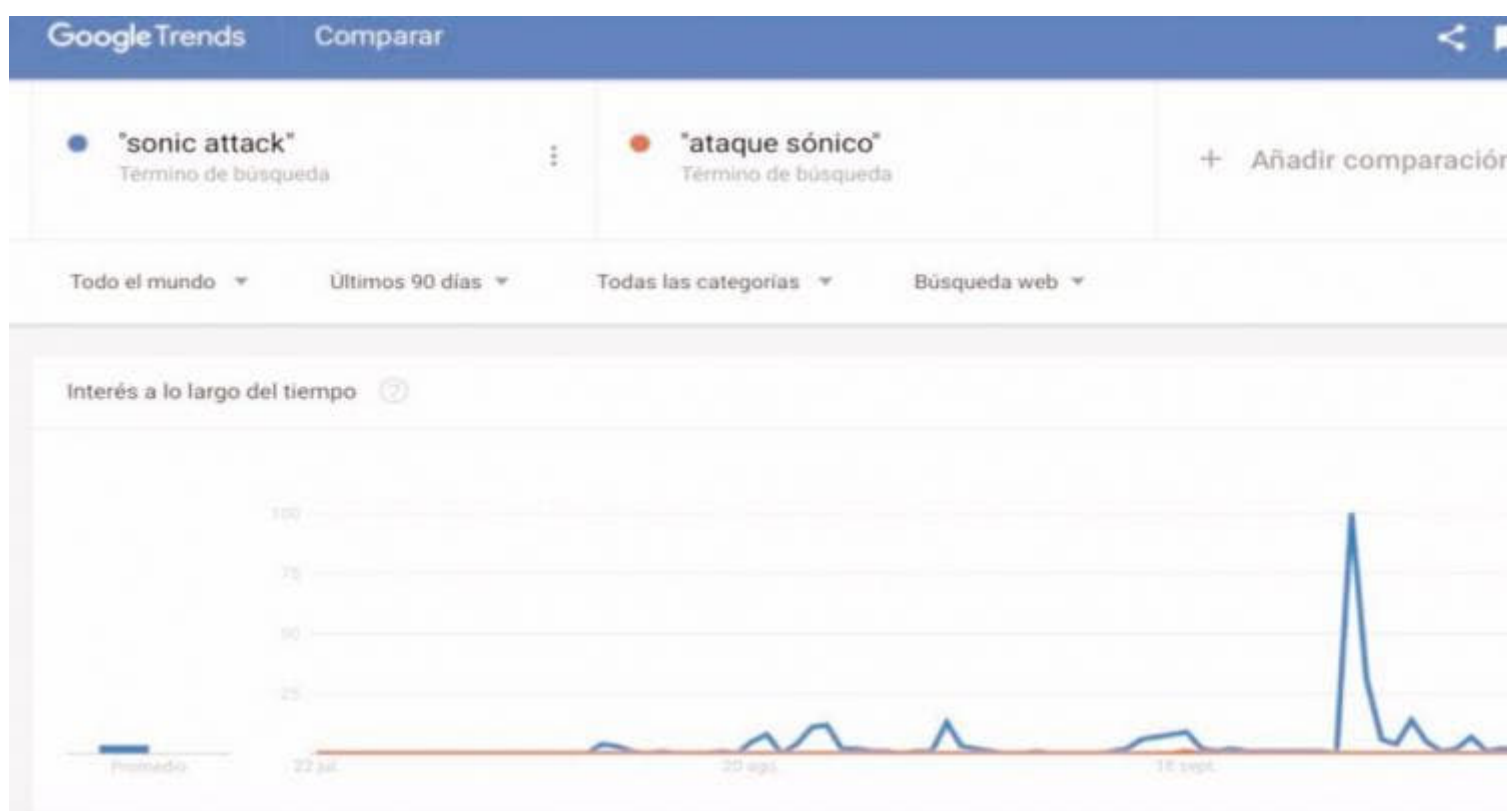 Google Trends Comparar
"sonic attack"
Término de búsqueda
"ataque sónico"
Término de búsqueda
+ Añadir comparación
Todo el mundo
Últimos 90 días
Todas las categorías
Búsqueda web
Interés a lo largo del tiempo ?
100
75
50
25
Promedio
22 jul.
20 ago.
18 sept.